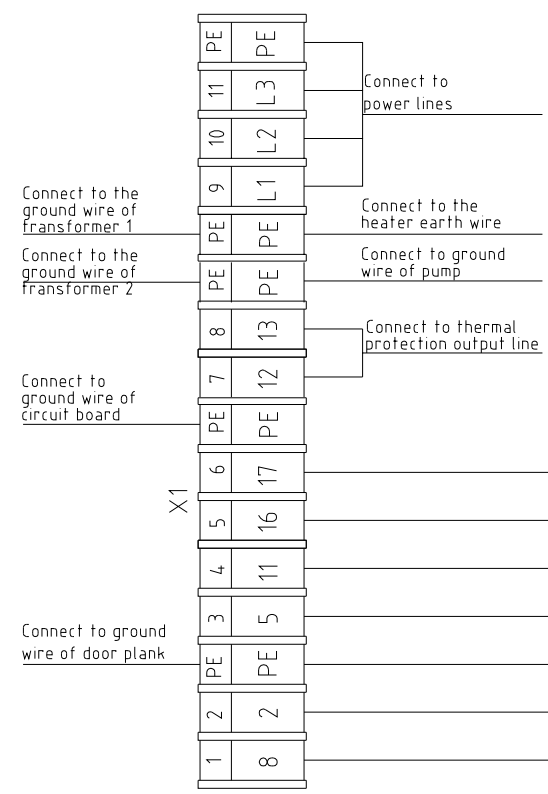 PE PE
11 L3
10 L2
9 L1
PE PE
PE PE
8 13
7 12
PE PE
6 17
5 16
4 11
3 5
PE PE
2 2
1 8
X1
Connect to the
ground wire of
transformer 1
Connect to the
ground wire of
transformer 2
Connect to
ground wire of
circuit board
Connect to ground
wire of door plank
Connect to
power lines
Connect to the
heater earth wire
Connect to ground
wire of pump
Connect to thermal
protection output line